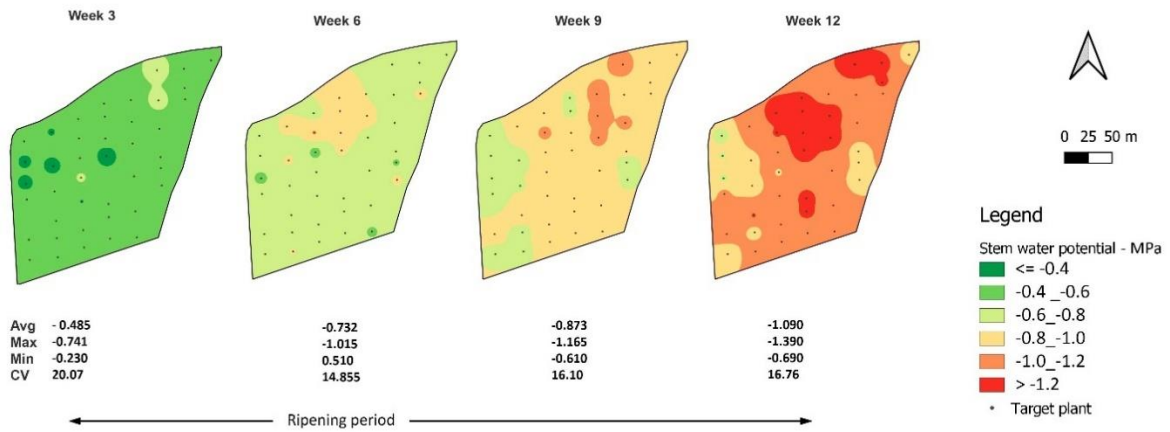 Week 3 Week 6 Week 9 Week 12
0 25 50 m
Legend
Stem water potential - MPa
<= -0.4
-0.4 _-0.6
-0.6_-0.8
-0.8_-1.0
-1.0_-1.2
> -1.2
Target plant
Avg - 0.485 -0.732 -0.873 -1.090
Max -0.741 -1.015 -1.165 -1.390
Min -0.230 0.510 -0.610 -0.690
CV 20.07 14.855 16.10 16.76
Ripening period